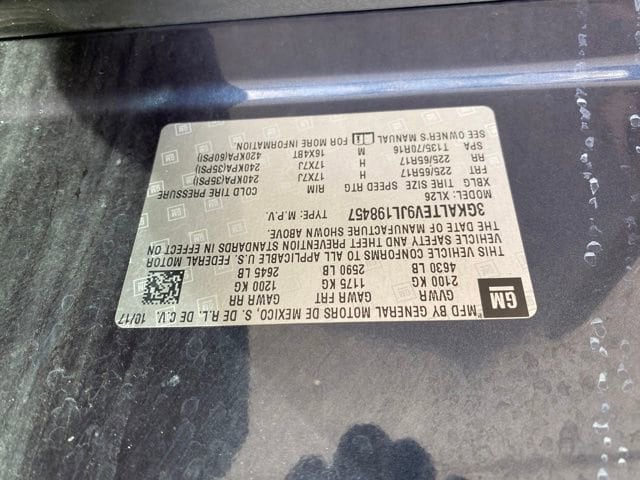 MFD BY GENERAL MOTORS DE MEXICO, S. DE R.L. DE C.V. 10/17
GM
GVWR GAWR FRT GAWR RR
2100 KG 1175 KG 1200 KG
4630 LB 2590 LB 2645 LB
THIS VEHICLE CONFORMS TO ALL APPLICABLE U.S. FEDERAL MOTOR
VEHICLE SAFETY AND THEFT PREVENTION STANDARDS IN EFFECT ON
THE DATE OF MANUFACTURE SHOWN ABOVE.
3GKALTEV9JL198457 TYPE: M.P.V.
MODEL: XL26
XBLG TIRE SIZE SPEED RTG RIM COLD TIRE PRESSURE
FRT 225/65R17 H 17X7J 240KPA(35PSI)
RR 225/65R17 H 17X7J 240KPA(35PSI)
SPA T135/70R16 M 16X4BT 420KPA(60PSI)
SEE OWNER'S MANUAL FOR MORE INFORMATION.